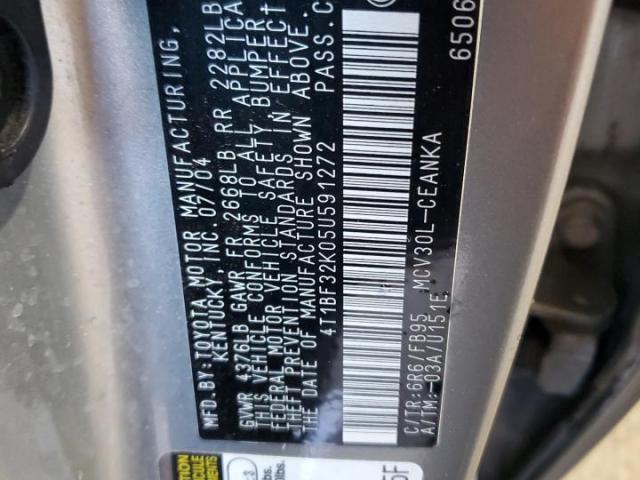 MFD.BY:TOYOTA MOTOR MANUFACTURING,
KENTUCKY, INC. 07/04
GVWR 4376LB GAWR FR 2668LB RR 2282LB
THIS VEHICLE CONFORMS TO ALL APPLICA
FEDERAL MOTOR VEHICLE SAFETY, BUMPER
THEFT PREVENTION STANDARDS IN EFFECT
THE DATE OF MANUFACTURE SHOWN ABOVE.
4T1BF32K05U591272 PASS.C
C/TR:6R6/FB95 MCV30L-CEANKA
A/TM:-03A/U151E
6506
5F